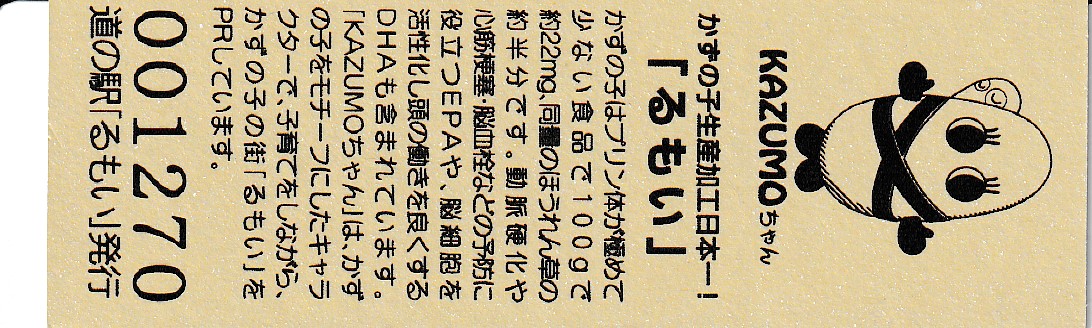 KAZUMOちゃん
かずの子生産加工日本一!
「るもい」
かずの子はプリン体が極めて
少ない食品で100gで
約22mg、同量のほうれん草の
約半分です。動脈硬化や
心筋梗塞・脳血栓などの予防に
役立つEPAや、脳細胞を
活性化し頭の働きを良くする
DHAも含まれています。
「KAZUMOちゃん」は、かず
の子をモチーフにしたキャラ
クターで、子育てをしながら、
かずの子の街「るもい」を
PRしています。
001270
道の駅「るもい」発行